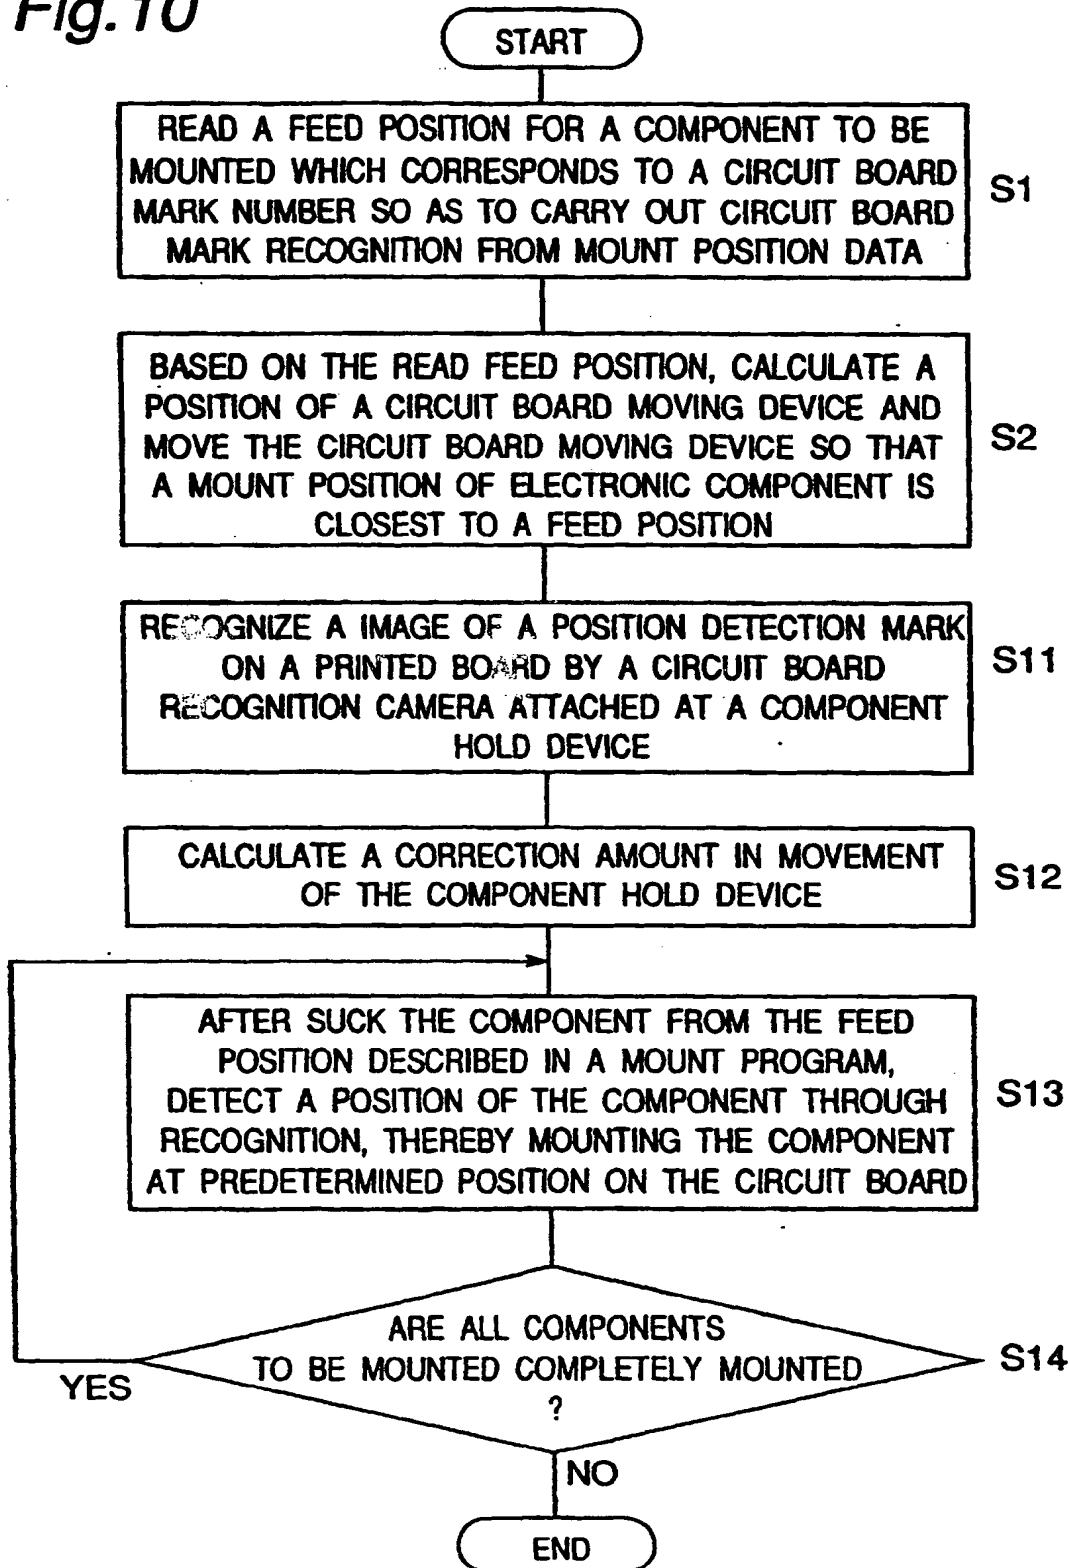 Fig. 10
START
READ A FEED POSITION FOR A COMPONENT TO BE
MOUNTED WHICH CORRESPONDS TO A CIRCUIT BOARD
MARK NUMBER SO AS TO CARRY OUT CIRCUIT BOARD
MARK RECOGNITION FROM MOUNT POSITION DATA
S1
BASED ON THE READ FEED POSITION, CALCULATE A
POSITION OF A CIRCUIT BOARD MOVING DEVICE AND
MOVE THE CIRCUIT BOARD MOVING DEVICE SO THAT
A MOUNT POSITION OF ELECTRONIC COMPONENT IS
CLOSEST TO A FEED POSITION
S2
RECOGNIZE A IMAGE OF A POSITION DETECTION MARK
ON A PRINTED BOARD BY A CIRCUIT BOARD
RECOGNITION CAMERA ATTACHED AT A COMPONENT
HOLD DEVICE
S11
CALCULATE A CORRECTION AMOUNT IN MOVEMENT
OF THE COMPONENT HOLD DEVICE
S12
AFTER SUCK THE COMPONENT FROM THE FEED
POSITION DESCRIBED IN A MOUNT PROGRAM,
DETECT A POSITION OF THE COMPONENT THROUGH
RECOGNITION, THEREBY MOUNTING THE COMPONENT
AT PREDETERMINED POSITION ON THE CIRCUIT BOARD
S13
ARE ALL COMPONENTS
TO BE MOUNTED COMPLETELY MOUNTED
?
S14
YES
NO
END